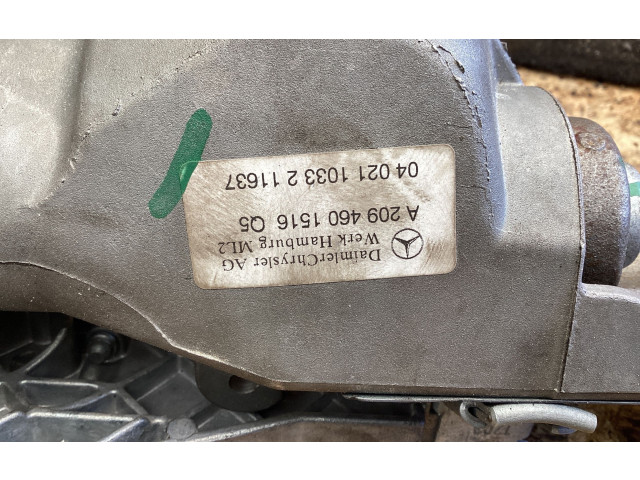 DaimlerChrysler AG
Werk Hamburg ML2
A 209 460 1516 Q5
04 021 1033 2 11637